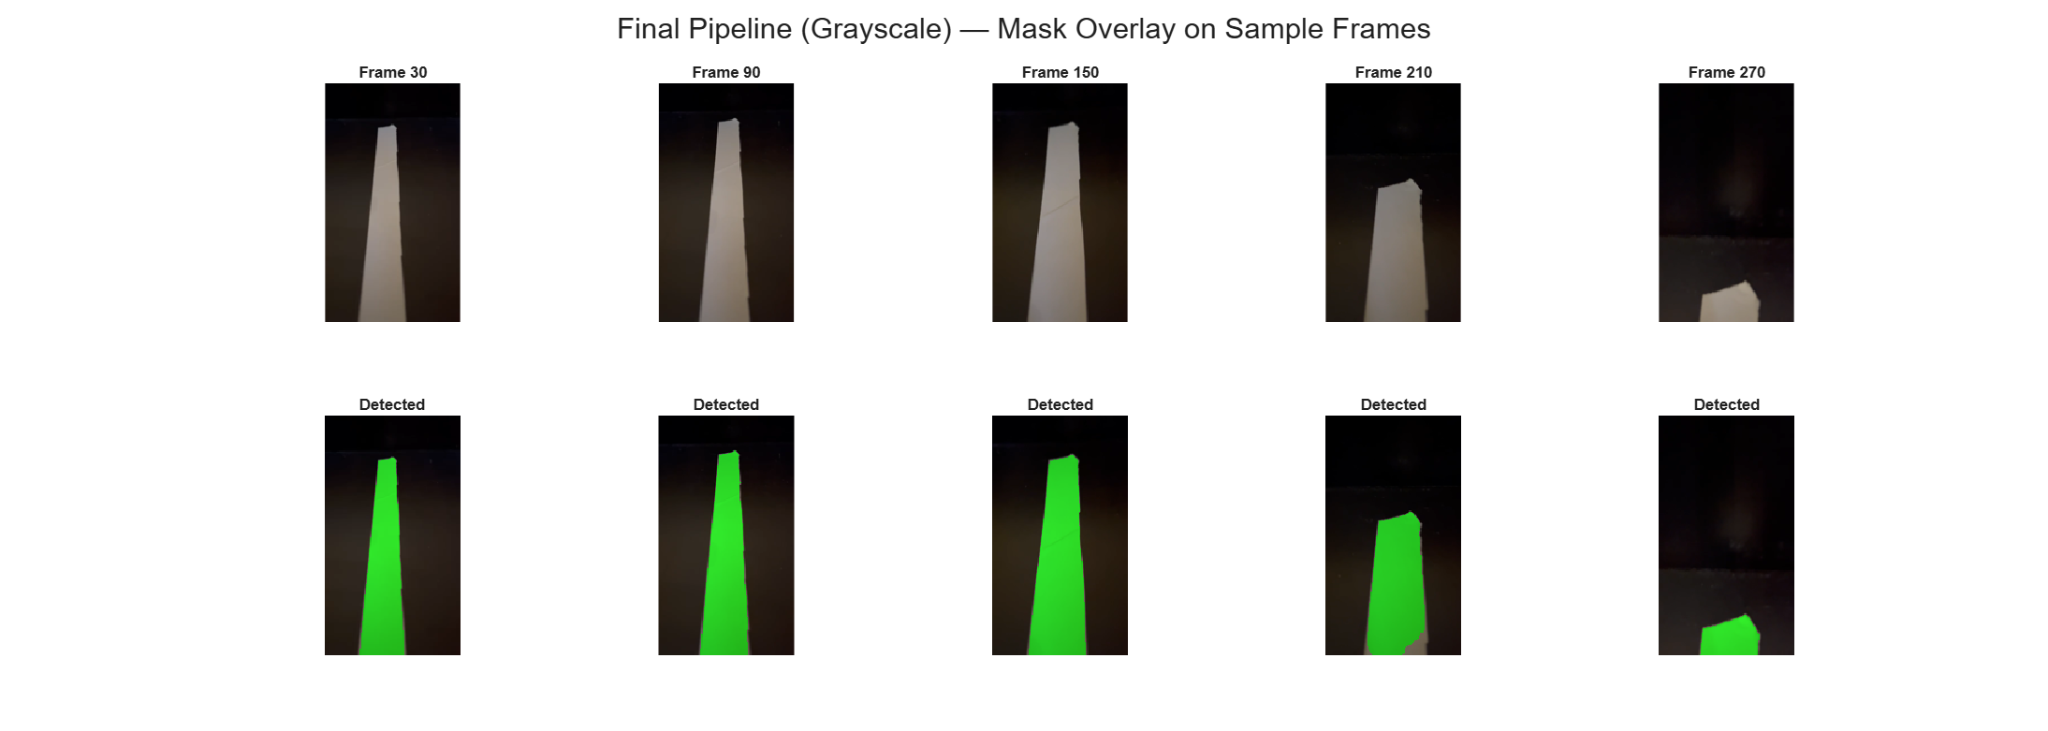 Final Pipeline (Grayscale) — Mask Overlay on Sample Frames
Frame 30
Frame 90
Frame 150
Frame 210
Frame 270
Detected
Detected
Detected
Detected
Detected